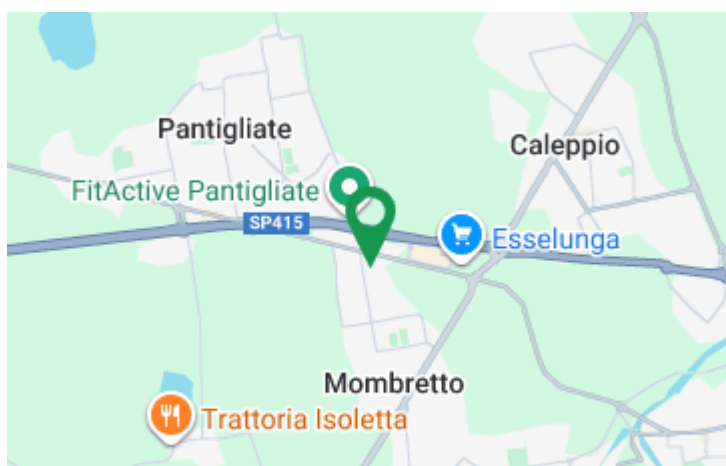 Pantigliate
Caleppio
FitActive Pantigliate
SP415
Esselunga
Mombretto
Trattoria Isoletta